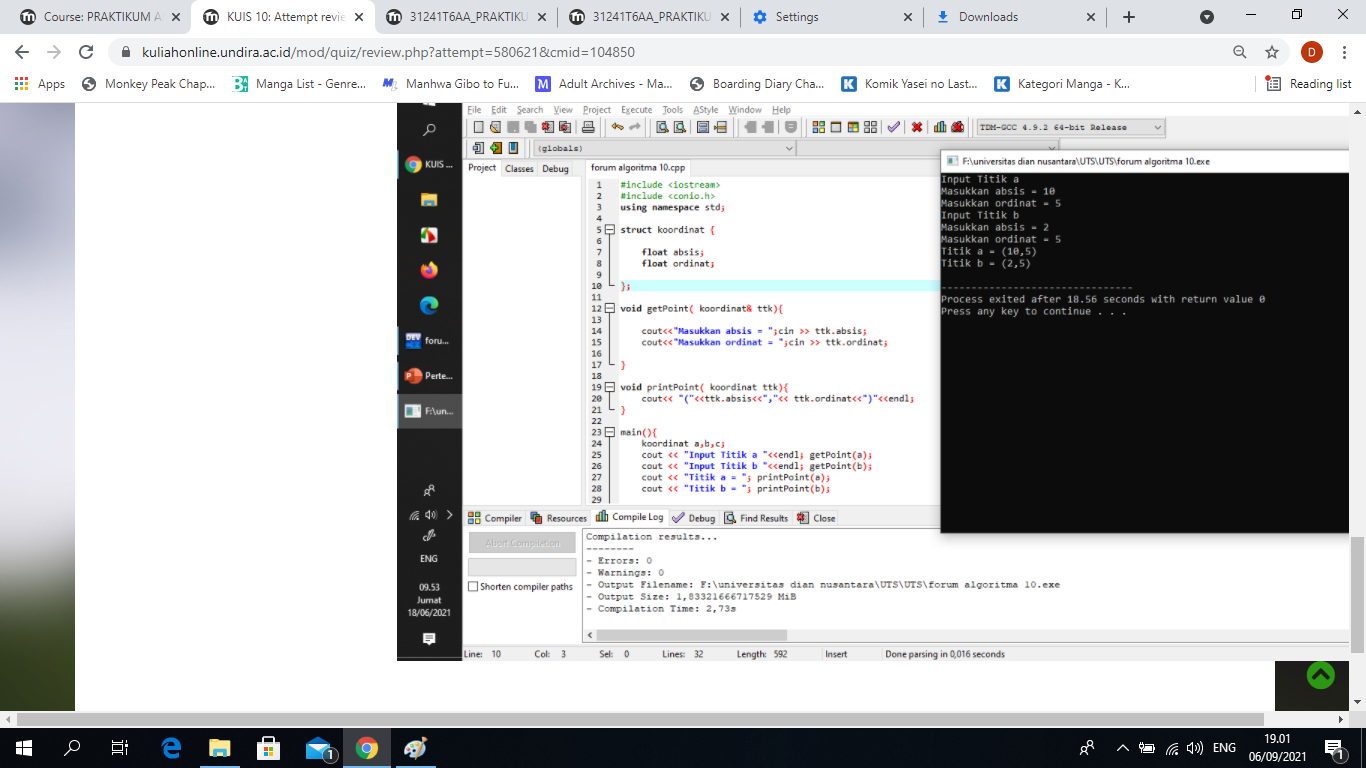 Course: PRAKTIKUM A
KUIS 10: Attempt revie
31241T6AA_PRAKTIKU
31241T6AA_PRAKTIKU
Settings
Downloads
kuliahonline.undira.ac.id/mod/quiz/review.php?attempt=580621&cmid=104850
D
Apps
Monkey Peak Chap...
Manga List - Genre...
Manhwa Gibo to Fu...
Adult Archives - Ma...
Boarding Diary Cha...
Komik Yasei no Last...
Kategori Manga - K...
Reading list
File Edit Search View Project Execute Tools AStyle Window Help
TDM-GCC 4.9.2 64-bit Release
(globals)
Project Classes Debug
forum algoritma 10.cpp
1 #include <iostream>
2 #include <conio.h>
3 using namespace std;
4
5 struct koordinat {
6
7 float absis;
8 float ordinat;
9
10 };
11
12 void getPoint( koordinat& ttk){
13
14 cout<<"Masukkan absis = ";cin >> ttk.absis;
15 cout<<"Masukkan ordinat = ";cin >> ttk.ordinat;
16
17 }
18
19 void printPoint( koordinat ttk){
20 cout<< "("<<ttk.absis<<","<< ttk.ordinat<<")"<<endl;
21 }
22
23 main(){
24 koordinat a,b,c;
25 cout << "Input Titik a "<<endl; getPoint(a);
26 cout << "Input Titik b "<<endl; getPoint(b);
27 cout << "Titik a = "; printPoint(a);
28 cout << "Titik b = "; printPoint(b);
29
F:\universitas dian nusantara\UTS\UTS\forum algoritma 10.exe
Input Titik a
Masukkan absis = 10
Masukkan ordinat = 5
Input Titik b
Masukkan absis = 2
Masukkan ordinat = 5
Titik a = (10,5)
Titik b = (2,5)
--------------------------------
Process exited after 18.56 seconds with return value 0
Press any key to continue . . .
KUIS ...
foru...
Perte...
F:\un...
ENG
09.53
Jumat
18/06/2021
Compiler Resources Compile Log Debug Find Results Close
Abort Compilation
Shorten compiler paths
Compilation results...
--------
- Errors: 0
- Warnings: 0
- Output Filename: F:\universitas dian nusantara\UTS\UTS\forum algoritma 10.exe
- Output Size: 1,83321666717529 MiB
- Compilation Time: 2,73s
Line: 10 Col: 3 Sel: 0 Lines: 32 Length: 592 Insert Done parsing in 0,016 seconds
1
ENG
19.01
06/09/2021
1